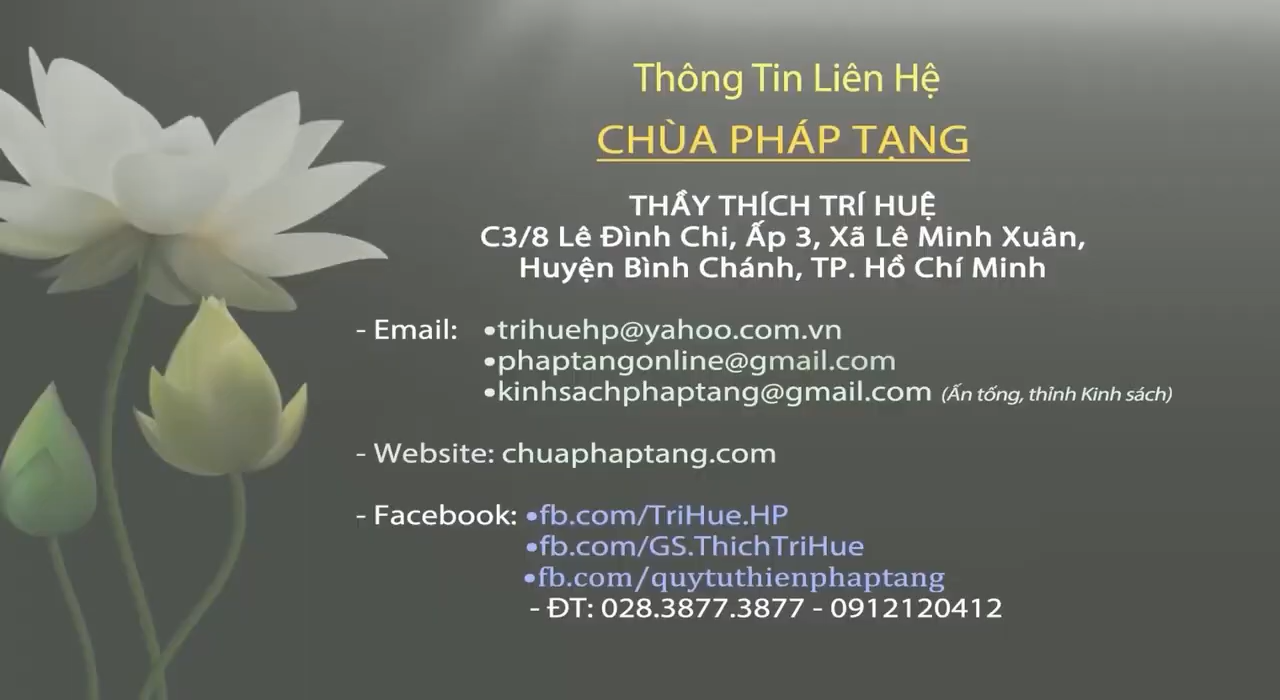 Thông Tin Liên Hệ
CHÙA PHÁP TẠNG
THẦY THÍCH TRÍ HUỆ
C3/8 Lê Đình Chi, Ấp 3, Xã Lê Minh Xuân,
Huyện Bình Chánh, TP. Hồ Chí Minh
- Email: •trihuehp@yahoo.com.vn
•phaptangonline@gmail.com
•kinhsachphaptang@gmail.com (Ấn tống, thỉnh Kinh sách)
- Website: chuaphaptang.com
- Facebook: •fb.com/TriHue.HP
•fb.com/GS.ThichTriHue
•fb.com/quytuthienphaptang
- ĐT: 028.3877.3877 - 0912120412